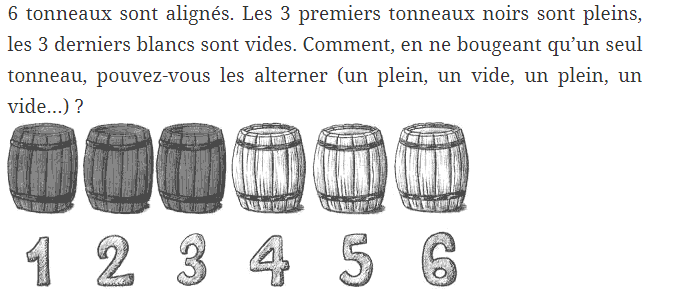 6 tonneaux sont alignés. Les 3 premiers tonneaux noirs sont pleins,
les 3 derniers blancs sont vides. Comment, en ne bougeant qu’un seul
tonneau, pouvez-vous les alterner (un plein, un vide, un plein, un
vide…) ?
1 2 3 4 5 6